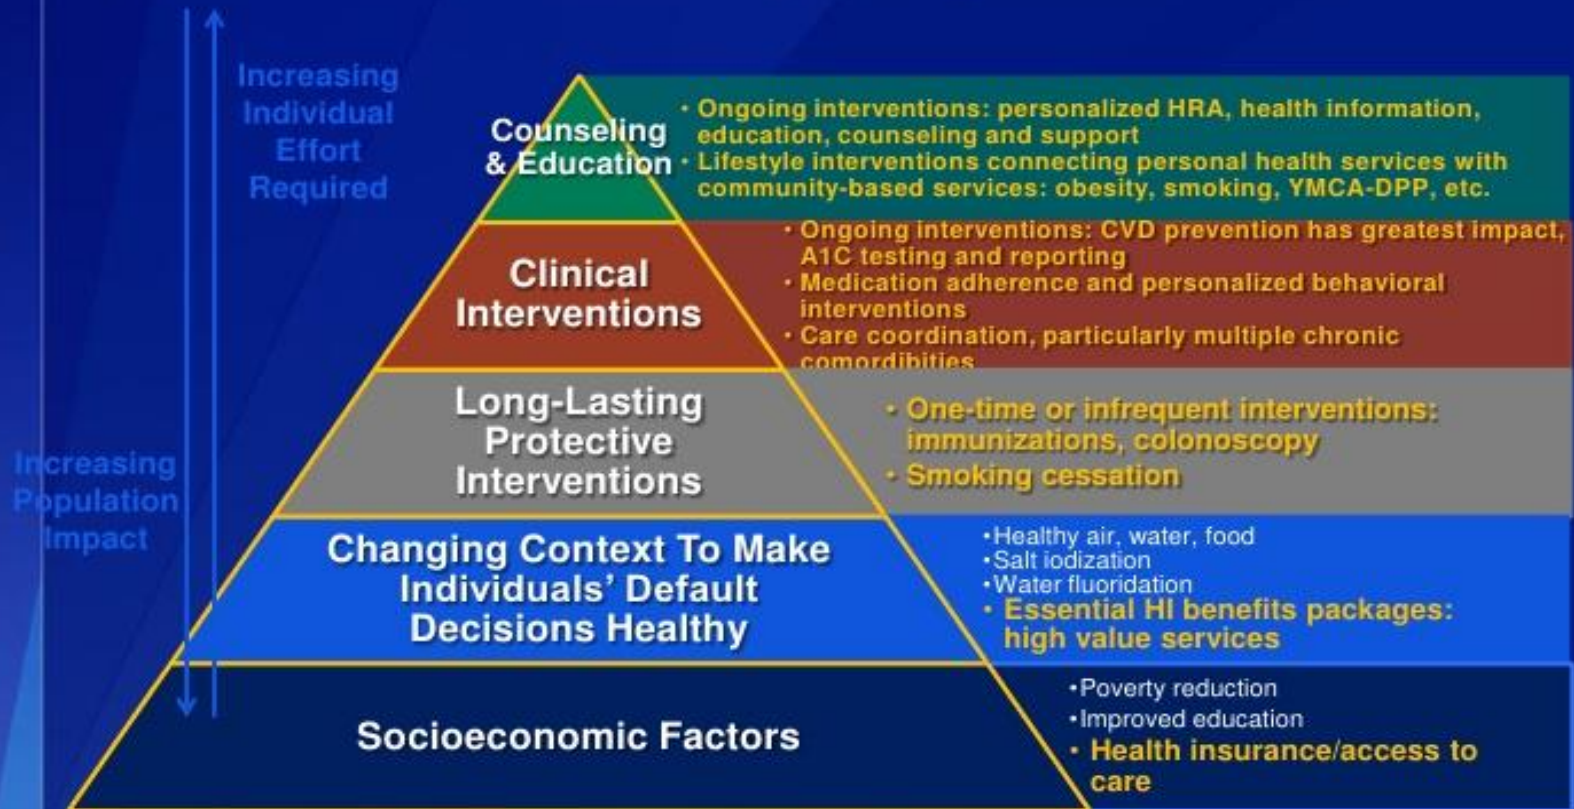 Increasing
Individual
Effort
Required
Increasing
Population
Impact
Counseling
& Education
• Ongoing interventions: personalized HRA, health information,
education, counseling and support
• Lifestyle interventions connecting personal health services with
community-based services: obesity, smoking, YMCA-DPP, etc.
Clinical
Interventions
• Ongoing interventions: CVD prevention has greatest impact,
A1C testing and reporting
• Medication adherence and personalized behavioral
interventions
• Care coordination, particularly multiple chronic
comordibities
Long-Lasting
Protective
Interventions
• One-time or infrequent interventions:
immunizations, colonoscopy
• Smoking cessation
Changing Context To Make
Individuals’ Default
Decisions Healthy
•Healthy air, water, food
•Salt iodization
•Water fluoridation
• Essential HI benefits packages:
high value services
Socioeconomic Factors
•Poverty reduction
•Improved education
• Health insurance/access to
care